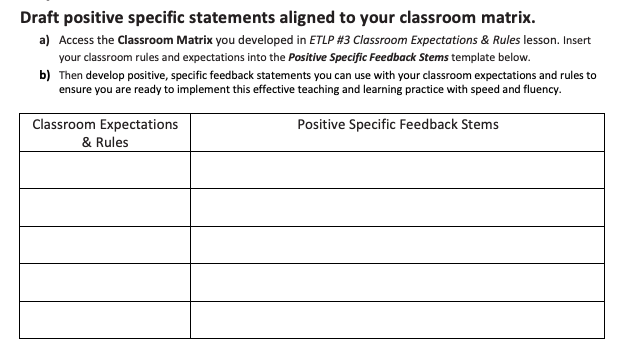 Draft positive specific statements aligned to your classroom matrix.
a) Access the Classroom Matrix you developed in ETLP #3 Classroom Expectations & Rules lesson. Insert
your classroom rules and expectations into the Positive Specific Feedback Stems template below.
b) Then develop positive, specific feedback statements you can use with your classroom expectations and rules to
ensure you are ready to implement this effective teaching and learning practice with speed and fluency.
Classroom Expectations
& Rules
Positive Specific Feedback Stems